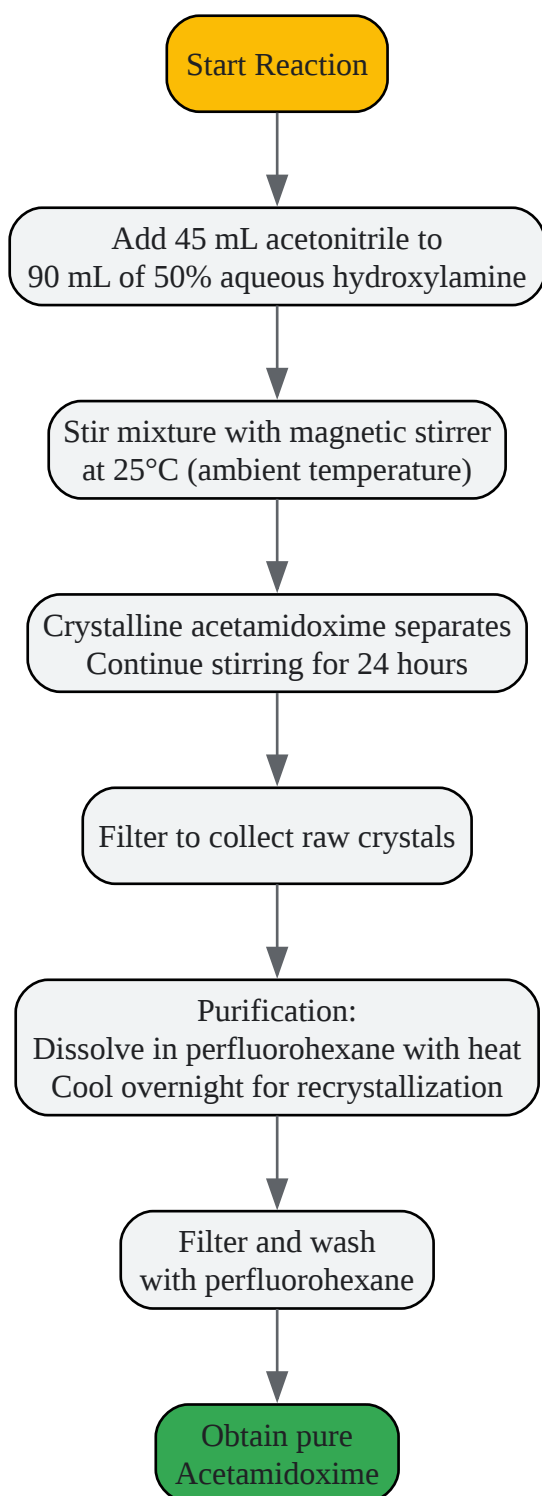 Start Reaction
Add 45 mL acetonitrile to
90 mL of 50% aqueous hydroxylamine
Stir mixture with magnetic stirrer
at 25°C (ambient temperature)
Crystalline acetamidoxime separates
Continue stirring for 24 hours
Filter to collect raw crystals
Purification:
Dissolve in perfluorohexane with heat
Cool overnight for recrystallization
Filter and wash
with perfluorohexane
Obtain pure
Acetamidoxime